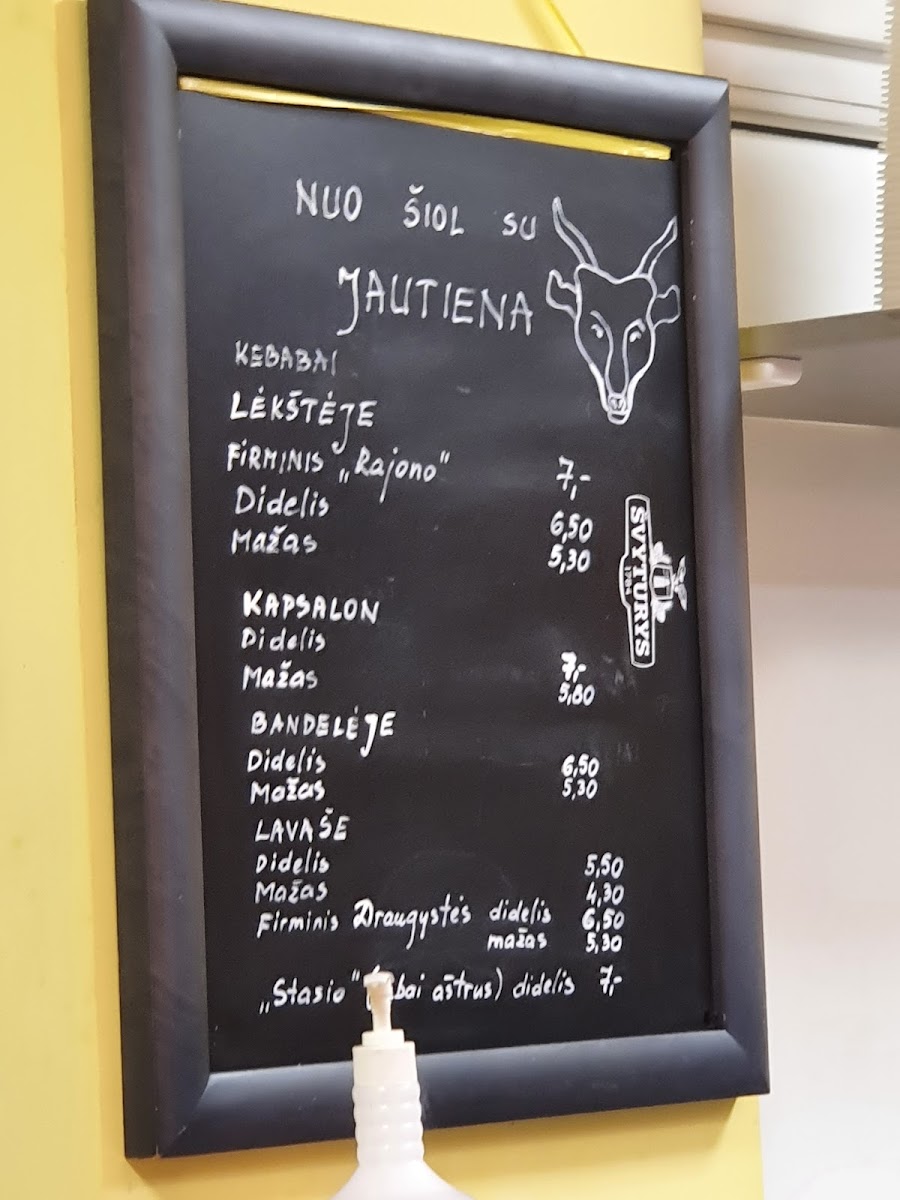 NUO ŠIOL SU
JAUTIENA
KEBABAI
LĖKŠTĖJE
FIRMINIS „Rajono“ 7,-
Didelis 6,50
Mažas 5,30
KAPSALON
Didelis 7,-
Mažas 5,80
BANDELĖJE
Didelis 6,50
Mažas 5,30
LAVAŠE
Didelis 5,50
Mažas 4,30
Firminis Draugystės didelis 6,50
mažas 5,30
„Stasio“ aštrus) didelis 7,-
ŠVYTURYS
1784